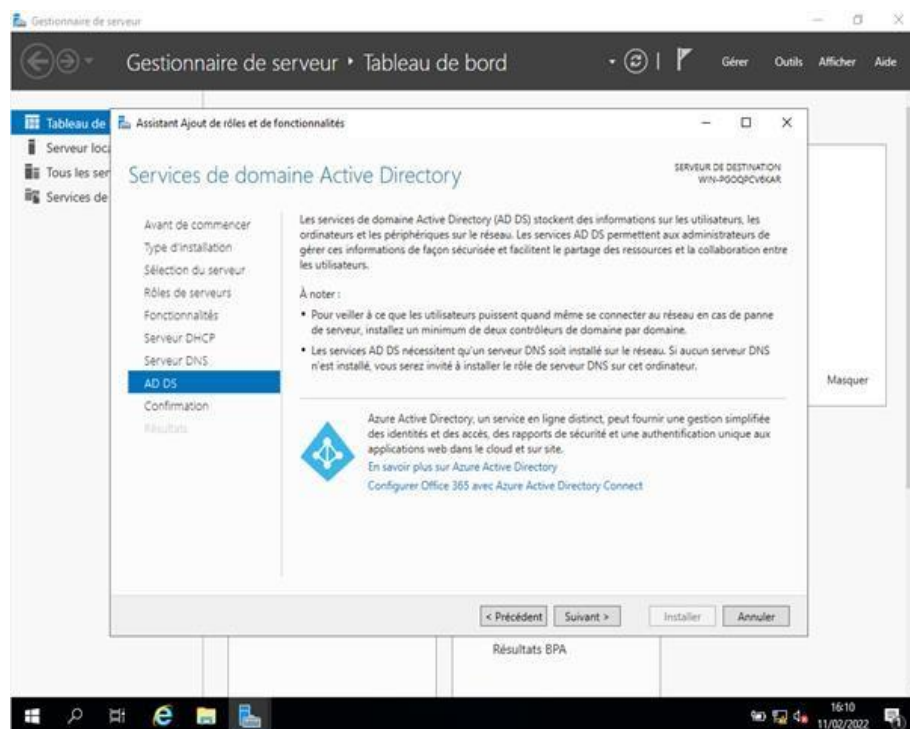 Gestionnaire de serveur
Gestionnaire de serveur ‣ Tableau de bord
Gérer Outils Afficher Aide
Tableau de
Serveur loca
Tous les ser
Services de
Assistant Ajout de rôles et de fonctionnalités
Services de domaine Active Directory
SERVEUR DE DESTINATION
Avant de commencer
Type d'installation
Sélection du serveur
Rôles de serveurs
Fonctionnalités
Serveur DHCP
Serveur DNS
AD DS
Confirmation
Résultats
Les services de domaine Active Directory (AD DS) stockent des informations sur les utilisateurs, les
ordinateurs et les périphériques sur le réseau. Les services AD DS permettent aux administrateurs de
gérer ces informations de façon sécurisée et facilitent le partage des ressources et la collaboration entre
les utilisateurs.
À noter :
• Pour veiller à ce que les utilisateurs puissent quand même se connecter au réseau en cas de panne
de serveur, installez un minimum de deux contrôleurs de domaine par domaine.
• Les services AD DS nécessitent qu'un serveur DNS soit installé sur le réseau. Si aucun serveur DNS
n'est installé, vous serez invité à installer le rôle de serveur DNS sur cet ordinateur.
Azure Active Directory, un service en ligne distinct, peut fournir une gestion simplifiée
des identités et des accès, des rapports de sécurité et une authentification unique aux
applications web dans le cloud et sur site.
En savoir plus sur Azure Active Directory
Configurer Office 365 avec Azure Active Directory Connect
Masquer
< Précédent Suivant > Installer Annuler
Résultats BPA
16:10
11/02/2022